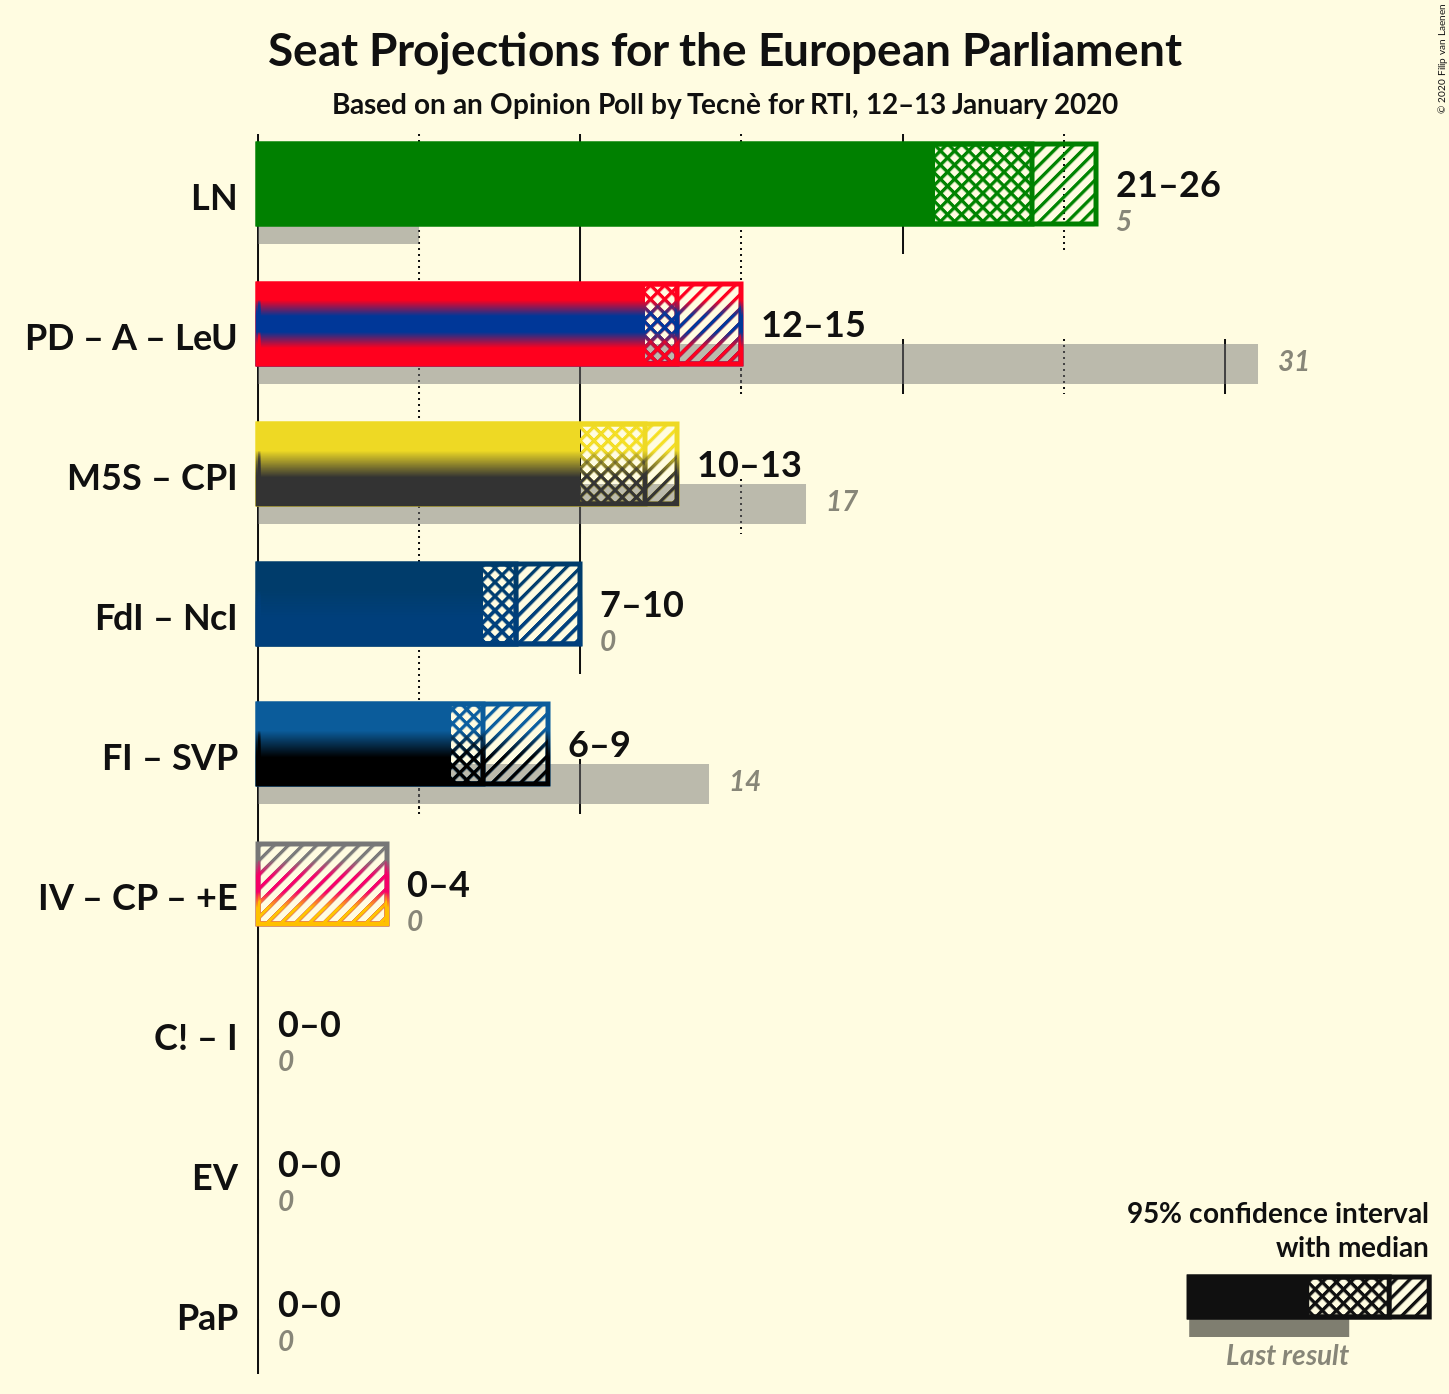 Seat Projections for the European Parliament
Based on an Opinion Poll by Tecnè for RTI, 12–13 January 2020
© 2020 Filip van Laenen
LN
21–26
5
PD – A – LeU
12–15
31
M5S – CPI
10–13
17
FdI – NcI
7–10
0
FI – SVP
6–9
14
IV – CP – +E
0–4
0
C! – I
0–0
0
EV
0–0
0
PaP
0–0
0
95% confidence interval
with median
Last result